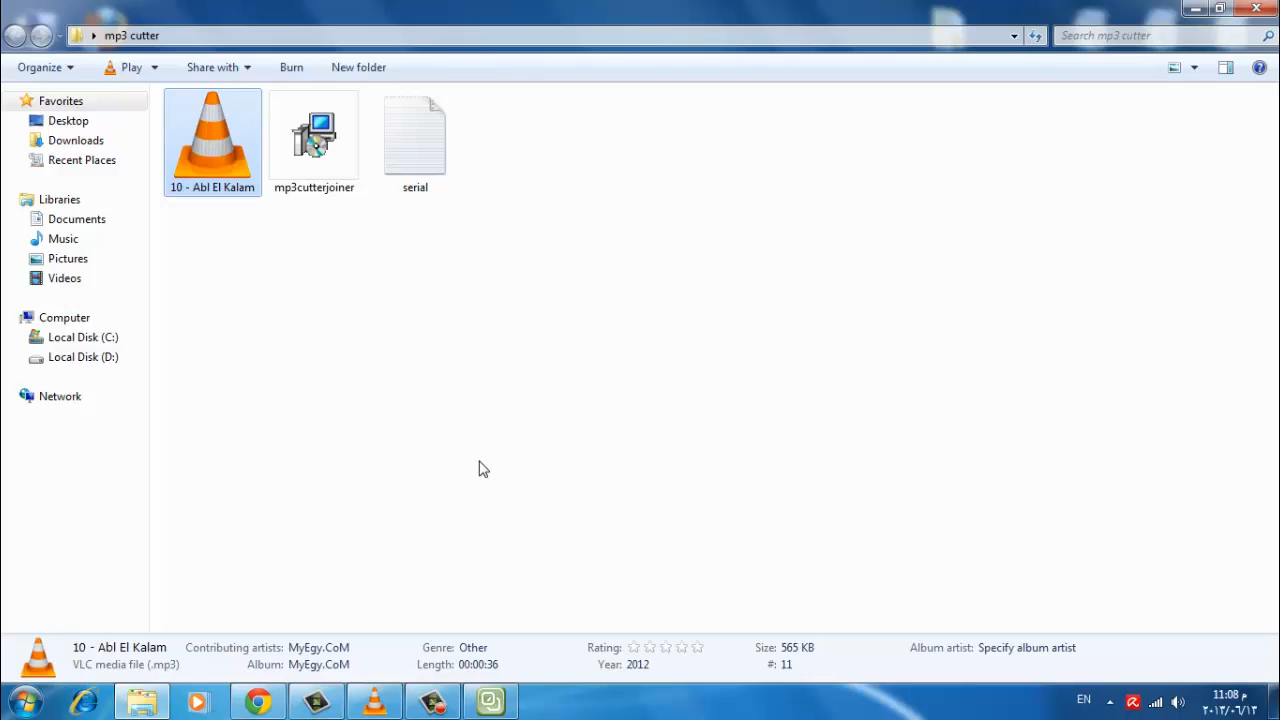 mp3 cutter
Search mp3 cutter
Organize
Play
Share with
Burn
New folder
Favorites
Desktop
Downloads
Recent Places
Libraries
Documents
Music
Pictures
Videos
Computer
Local Disk (C:)
Local Disk (D:)
Network
10 - Abl El Kalam
mp3cutterjoiner
serial
10 - Abl El Kalam Contributing artists: MyEgy.CoM Genre: Other Rating: Size: 565 KB Album artist: Specify album artist
VLC media file (.mp3) Album: MyEgy.CoM Length: 00:00:36 Year: 2012 #: 11
EN
11:08 م
٢٠١٣/٠٦/١٣